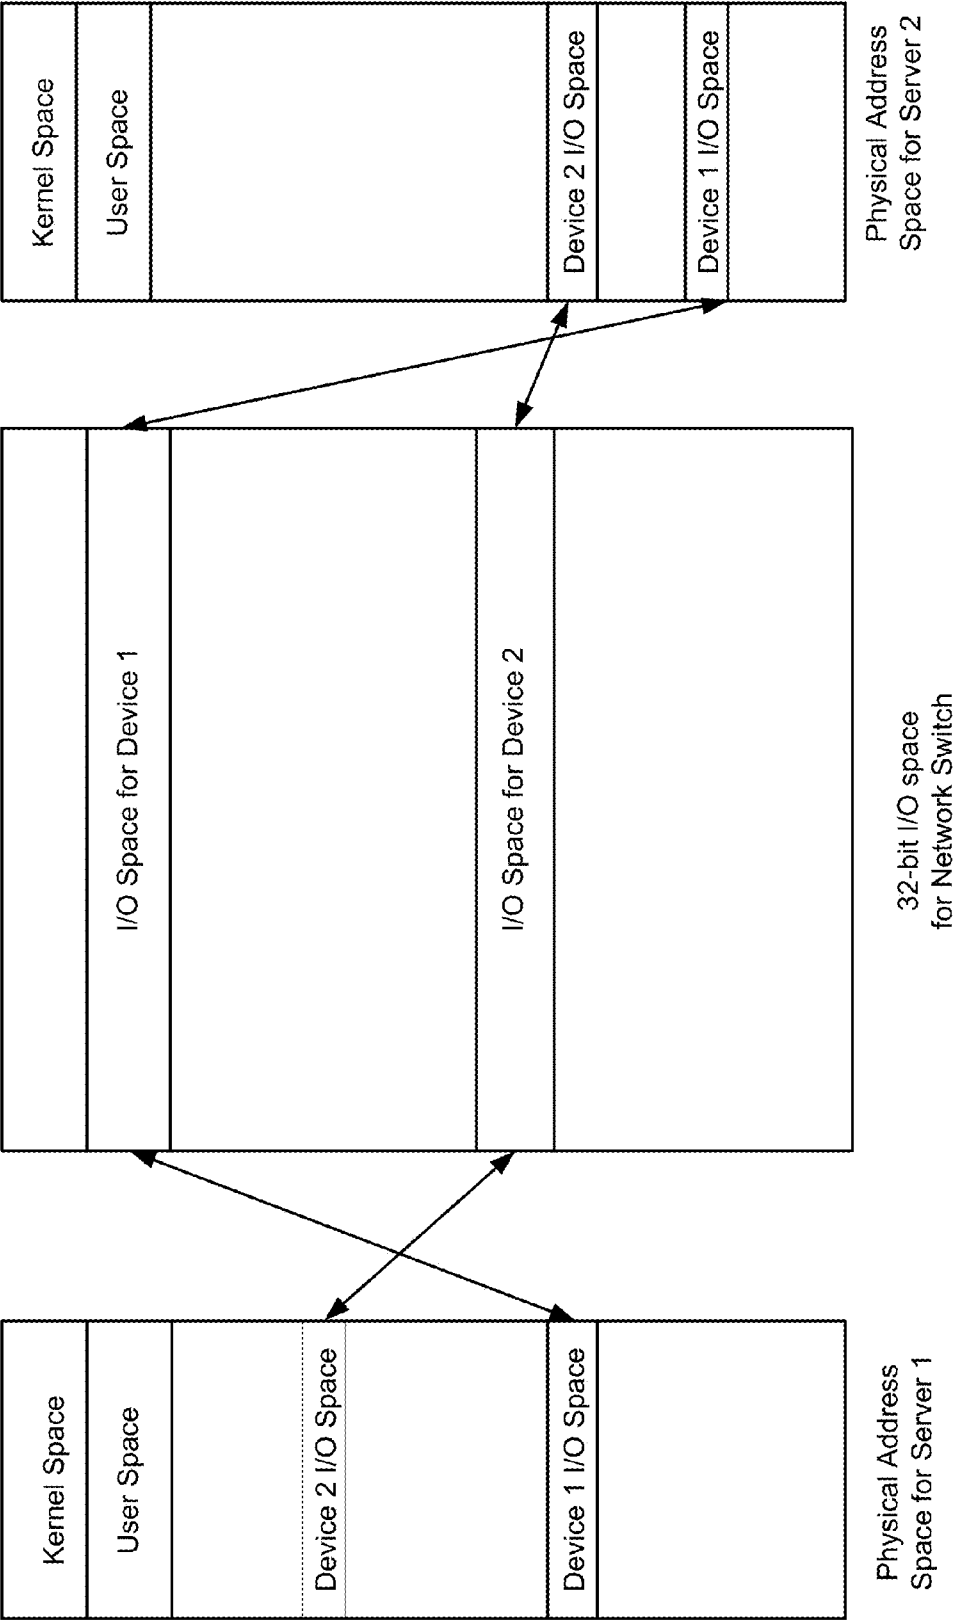 Kernel Space
User Space
Device 2 I/O Space
Device 1 I/O Space
Physical Address
Space for Server 1
I/O Space for Device 1
I/O Space for Device 2
32-bit I/O space
for Network Switch
Kernel Space
User Space
Device 2 I/O Space
Device 1 I/O Space
Physical Address
Space for Server 2